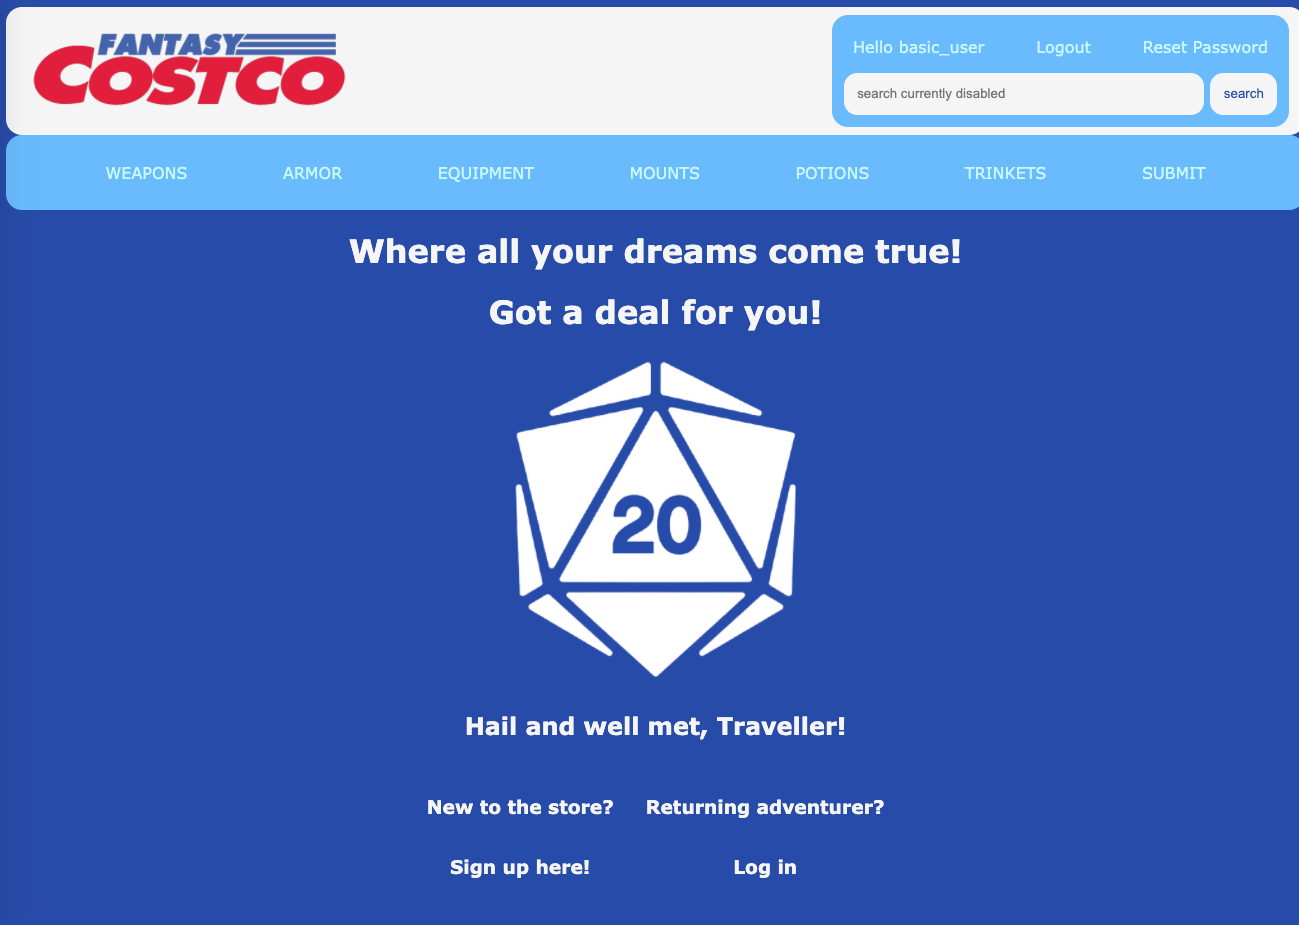 FANTASY
COSTCO
Hello basic_user Logout Reset Password
search currently disabled search
WEAPONS ARMOR EQUIPMENT MOUNTS POTIONS TRINKETS SUBMIT
Where all your dreams come true!
Got a deal for you!
20
Hail and well met, Traveller!
New to the store? Returning adventurer?
Sign up here! Log in